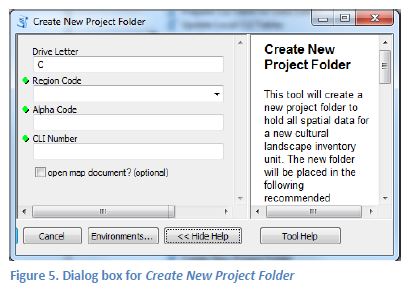 Create New Project Folder
Drive Letter
C
Region Code
Alpha Code
CLI Number
open map document? (optional)
Create New
Project Folder
This tool will create a
new project folder to
hold all spatial data for
a new cultural
landscape inventory
unit. The new folder
will be placed in the
following
recommended
Cancel
Environments...
<< Hide Help
Tool Help
Figure 5. Dialog box for Create New Project Folder